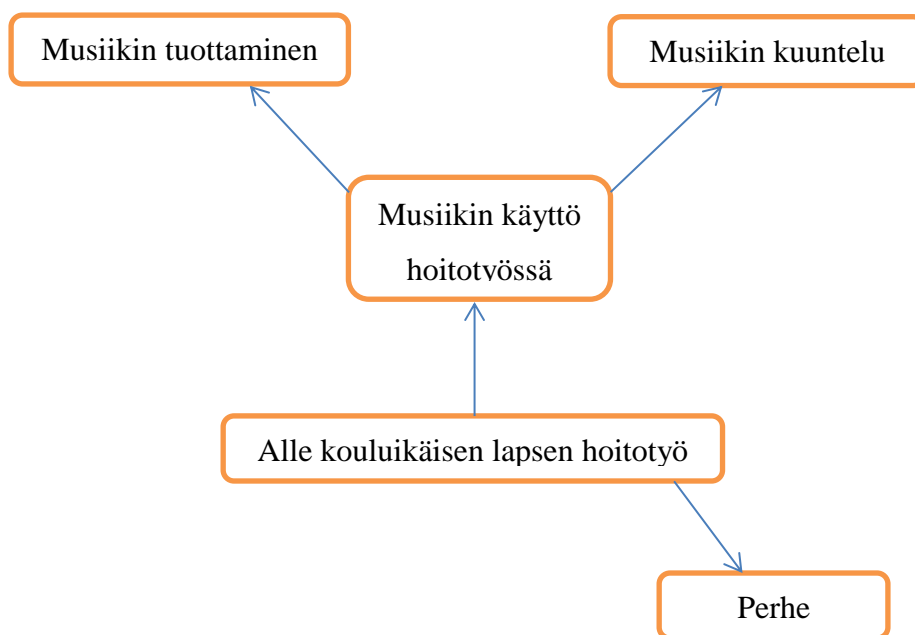 Musiikin tuottaminen
Musiikin kuuntelu
Musiikin käyttö
hoitotyössä
Alle kouluikäisen lapsen hoitotyö
Perhe